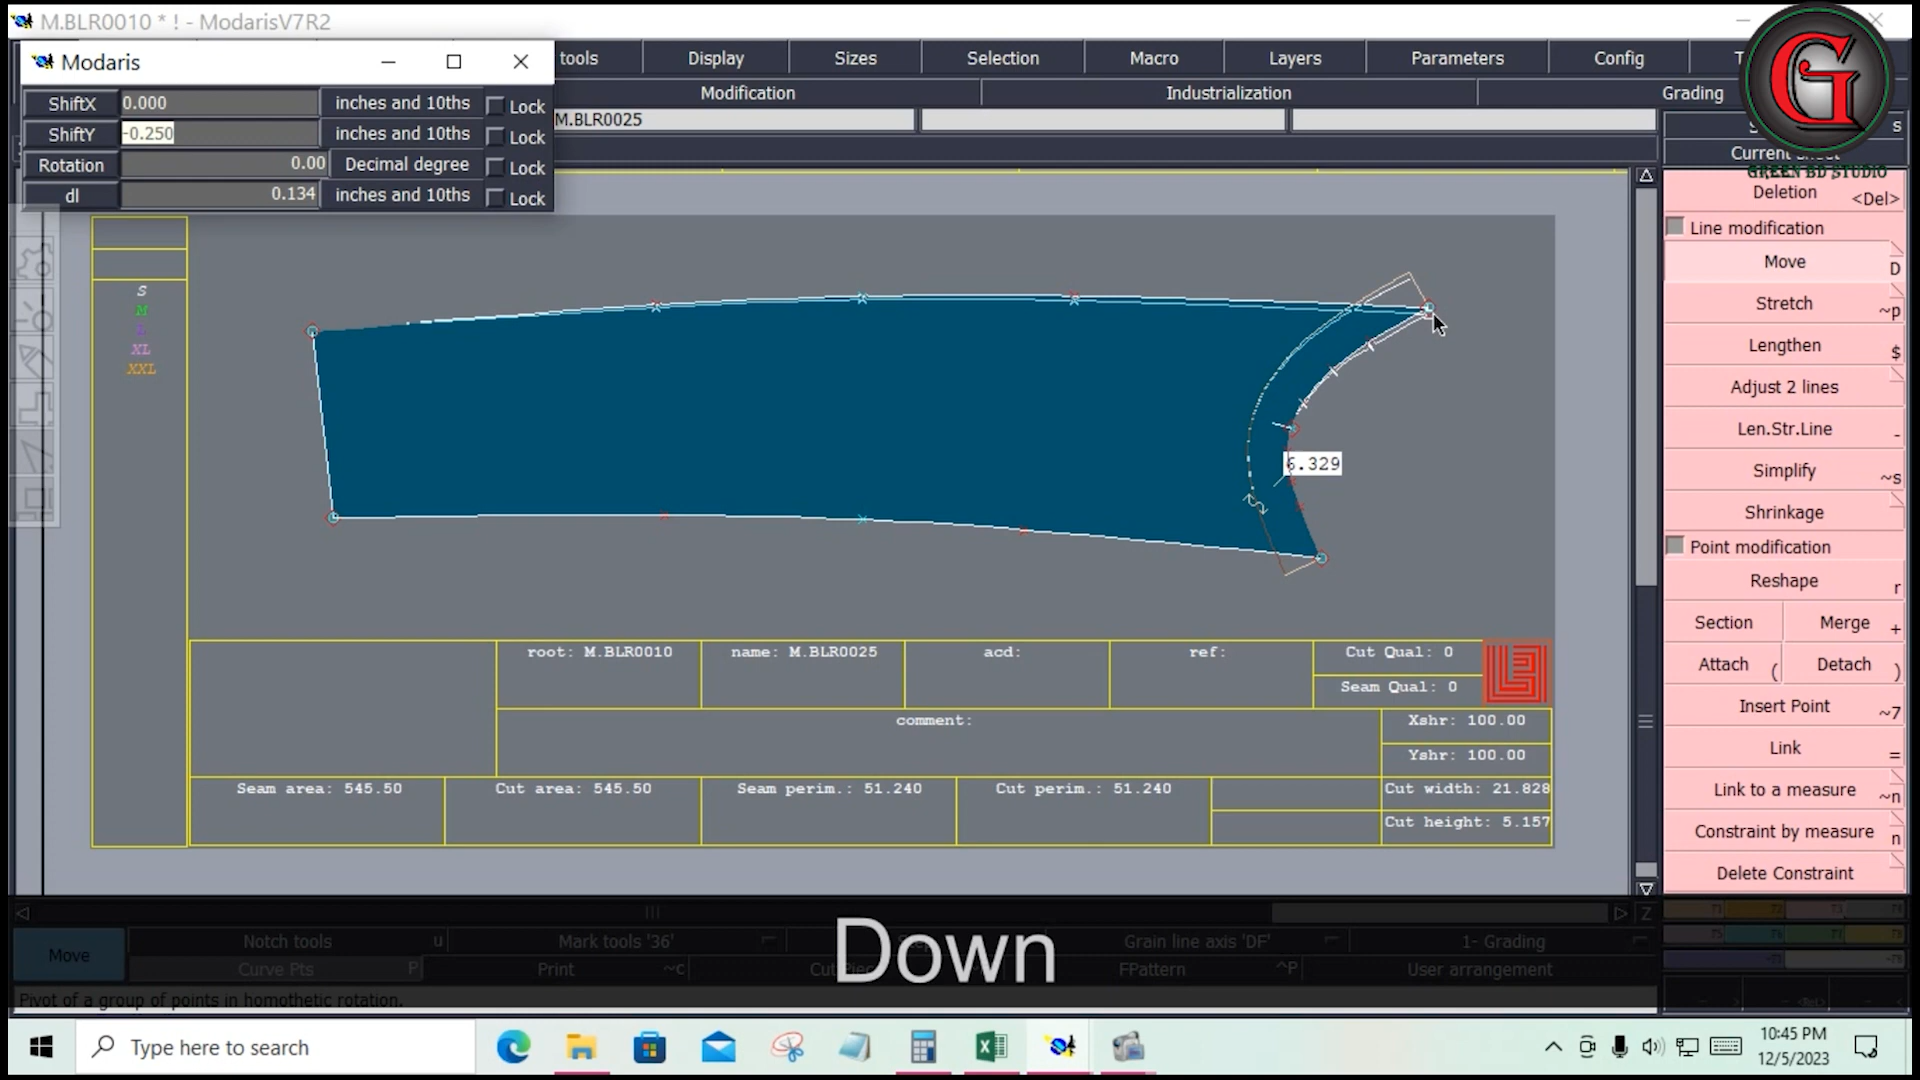 M.BLR0010 * ! - ModarisV7R2
Modaris
tools
Display
Sizes
Selection
Macro
Layers
Parameters
Config
Modification
Industrialization
Grading
ShiftX 0.000 inches and 10ths Lock
ShiftY -0.250 inches and 10ths Lock
Rotation 0.00 Decimal degree Lock
dl 0.134 inches and 10ths Lock
M.BLR0025
G
GREEN BD STUDIO
Deletion <Del>
Line modification
Move D
Stretch ~p
Lengthen $
Adjust 2 lines
Len.Str.Line -
Simplify ~s
Shrinkage
Point modification
Reshape r
Section Merge +
Attach ( Detach )
Insert Point ~7
Link =
Link to a measure ~n
Constraint by measure n
Delete Constraint
S
M
L
XL
XXL
6.329
root: M.BLR0010
name: M.BLR0025
acd:
ref:
Cut Qual: 0
Seam Qual: 0
comment:
Xshr: 100.00
Yshr: 100.00
Seam area: 545.50
Cut area: 545.50
Seam perim.: 51.240
Cut perim.: 51.240
Cut width: 21.828
Cut height: 5.157
Z
Down
Move
Notch tools u
Mark tools '36'
Grain line axis 'DF'
1- Grading
Curve Pts P
Print ~c
FPattern ^P
User arrangement
Pivot of a group of points in homothetic rotation.
Type here to search
10:45 PM
12/5/2023